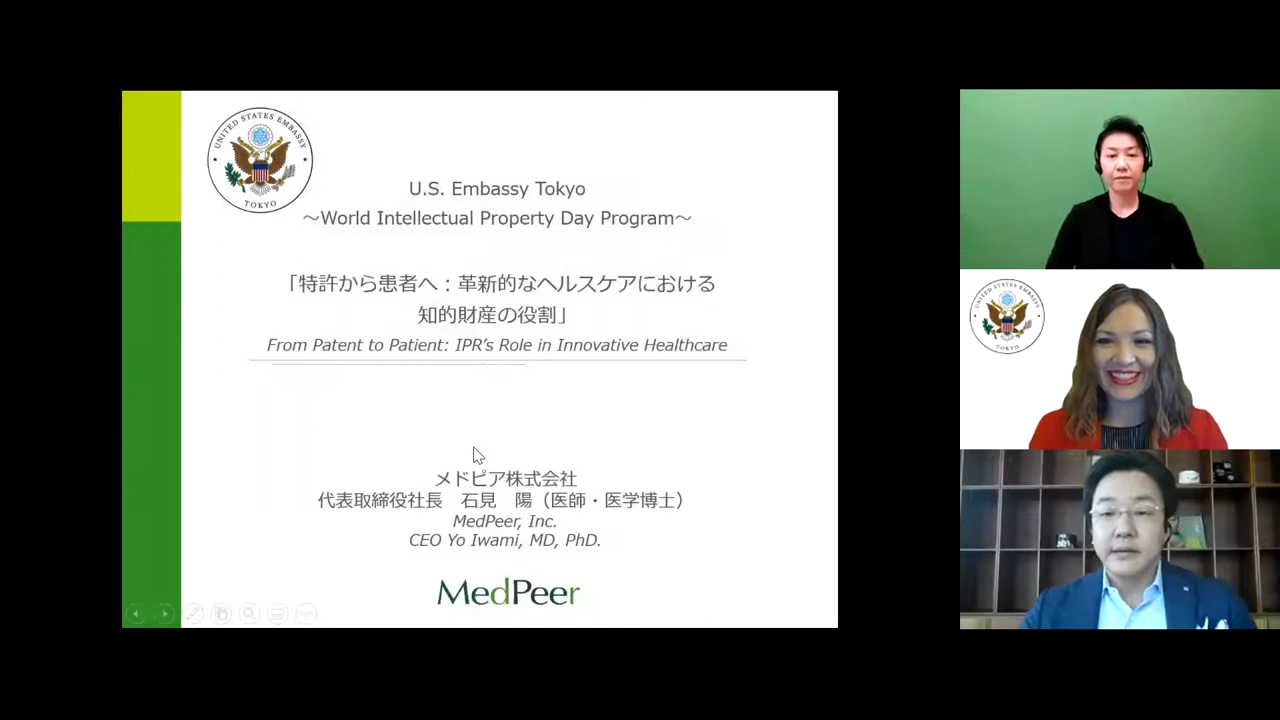 UNITED STATES EMBASSY
TOKYO
U.S. Embassy Tokyo
～World Intellectual Property Day Program～
「特許から患者へ：革新的なヘルスケアにおける
知的財産の役割」
From Patent to Patient: IPR’s Role in Innovative Healthcare
メドピア株式会社
代表取締役社長　石見　陽（医師・医学博士）
MedPeer, Inc.
CEO Yo Iwami, MD, PhD.
MedPeer
UNITED STATES EMBASSY
TOKYO